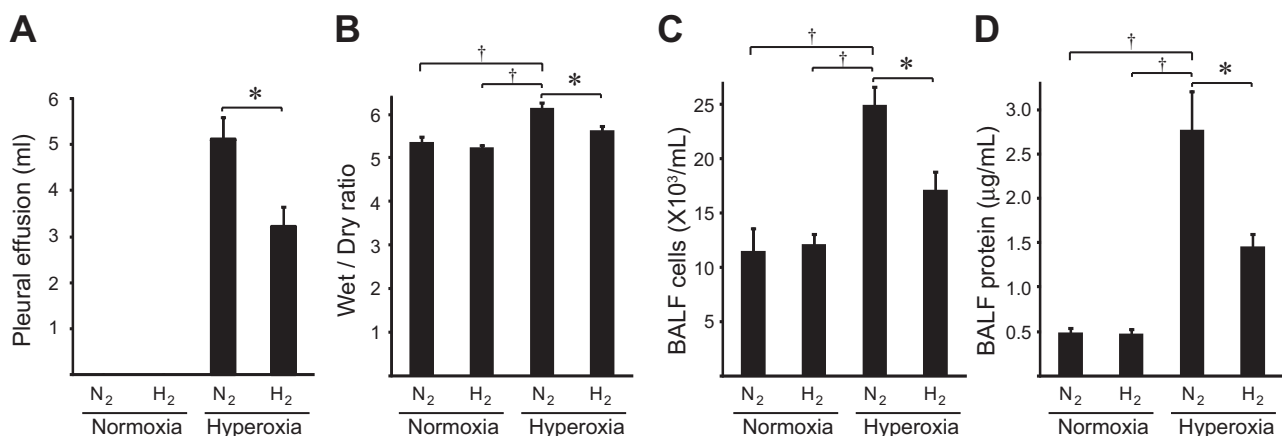 A
Pleural effusion (ml)
6
5
4
3
2
1
*
N₂ H₂ N₂ H₂
Normoxia Hyperoxia
B
Wet / Dry ratio
6
5
4
3
2
1
†
†
*
N₂ H₂ N₂ H₂
Normoxia Hyperoxia
C
BALF cells (X10³/mL)
25
20
15
10
5
†
†
*
N₂ H₂ N₂ H₂
Normoxia Hyperoxia
D
BALF protein (µg/mL)
3.0
2.5
2.0
1.5
1.0
0.5
†
†
*
N₂ H₂ N₂ H₂
Normoxia Hyperoxia